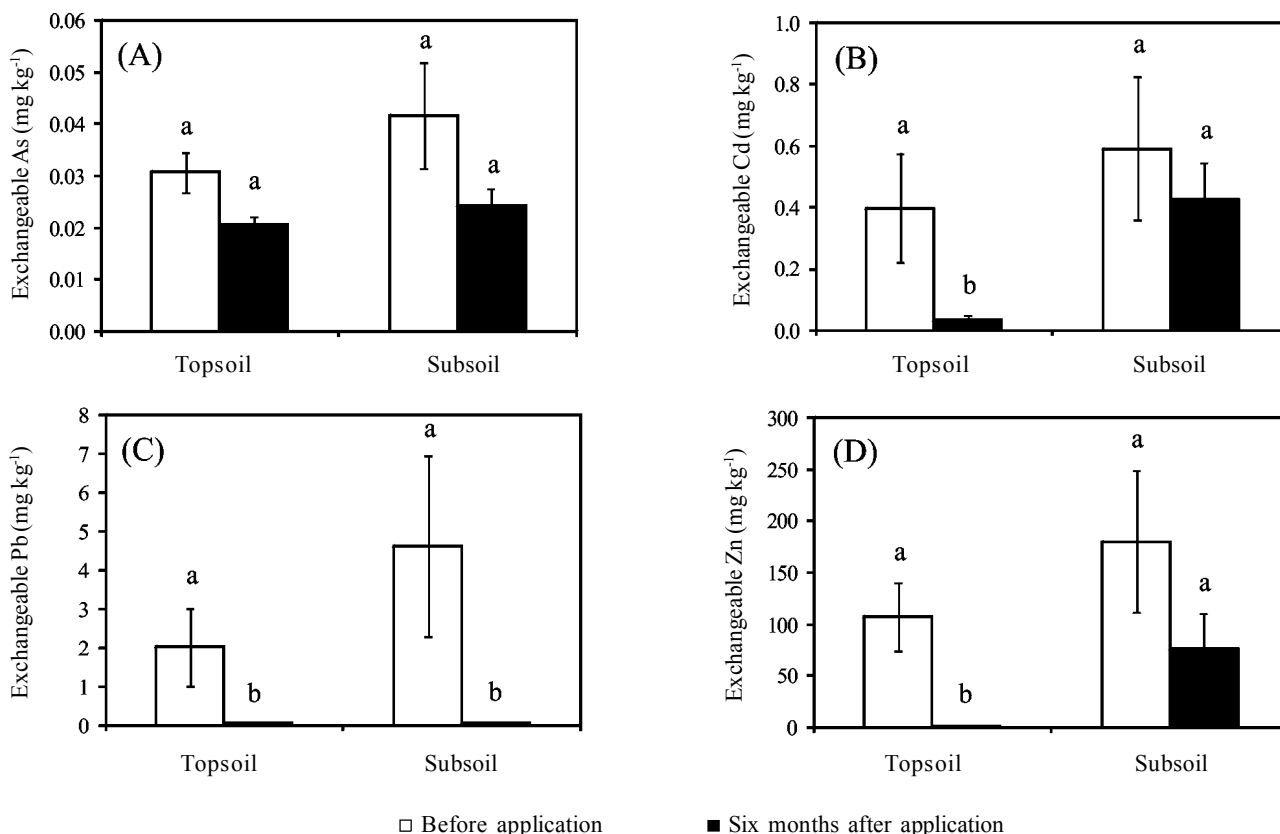 Exchangeable As (mg kg⁻¹)
0.06
0.05
0.04
0.03
0.02
0.01
0.00
(A)
a
a
a
a
Topsoil
Subsoil
Exchangeable Cd (mg kg⁻¹)
1.0
0.8
0.6
0.4
0.2
0.0
(B)
a
b
a
a
Topsoil
Subsoil
Exchangeable Pb (mg kg⁻¹)
8
7
6
5
4
3
2
1
0
(C)
a
b
a
b
Topsoil
Subsoil
Exchangeable Zn (mg kg⁻¹)
300
250
200
150
100
50
0
(D)
a
b
a
a
Topsoil
Subsoil
Before application
Six months after application